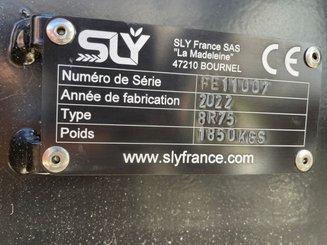 SLY
SLY France SAS
"La Madeleine"
47210 BOURNEL
CE
Numéro de Série FE11007
Année de fabrication 2022
Type 8R75
Poids 1850KGS
www.slyfrance.com